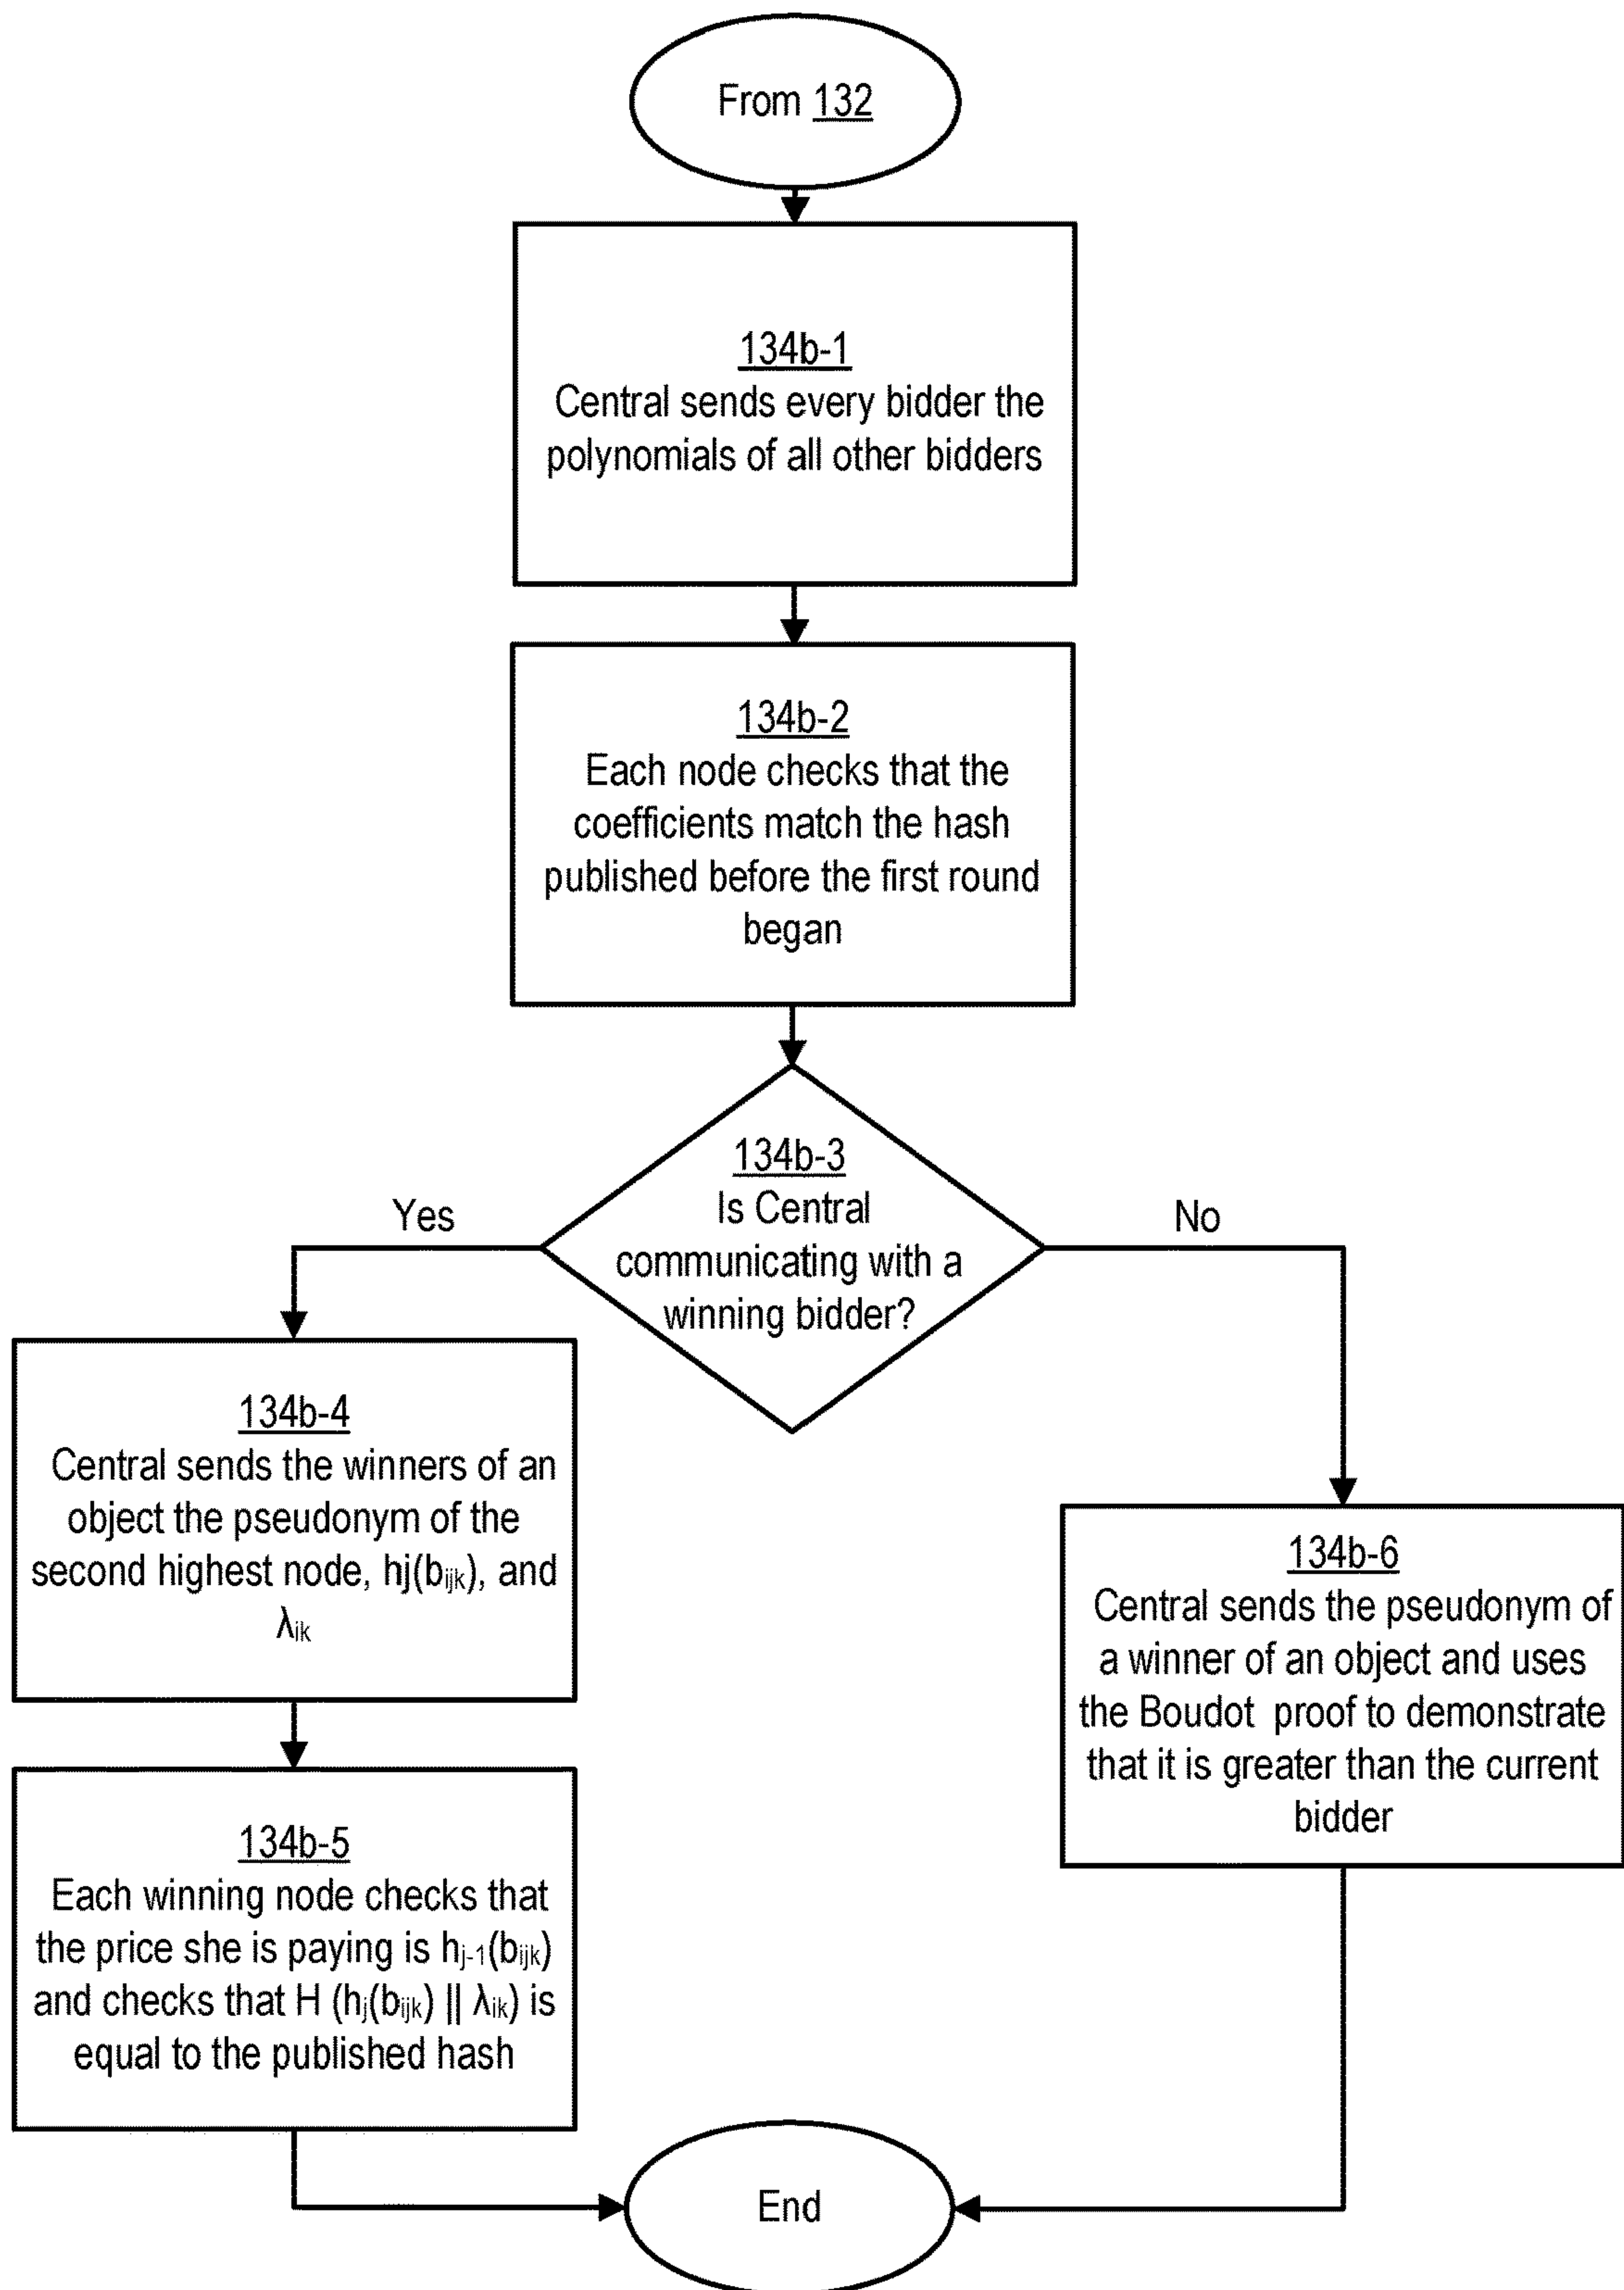 From 132
134b-1
Central sends every bidder the
polynomials of all other bidders
134b-2
Each node checks that the
coefficients match the hash
published before the first round
began
134b-3
Is Central
communicating with a
winning bidder?
Yes
No
134b-4
Central sends the winners of an
object the pseudonym of the
second highest node, hj(bᵢⱼₖ), and
λᵢₖ
134b-5
Each winning node checks that
the price she is paying is hⱼ₋₁(bᵢⱼₖ)
and checks that H (hⱼ(bᵢⱼₖ) || λᵢₖ) is
equal to the published hash
134b-6
Central sends the pseudonym of
a winner of an object and uses
the Boudot proof to demonstrate
that it is greater than the current
bidder
End